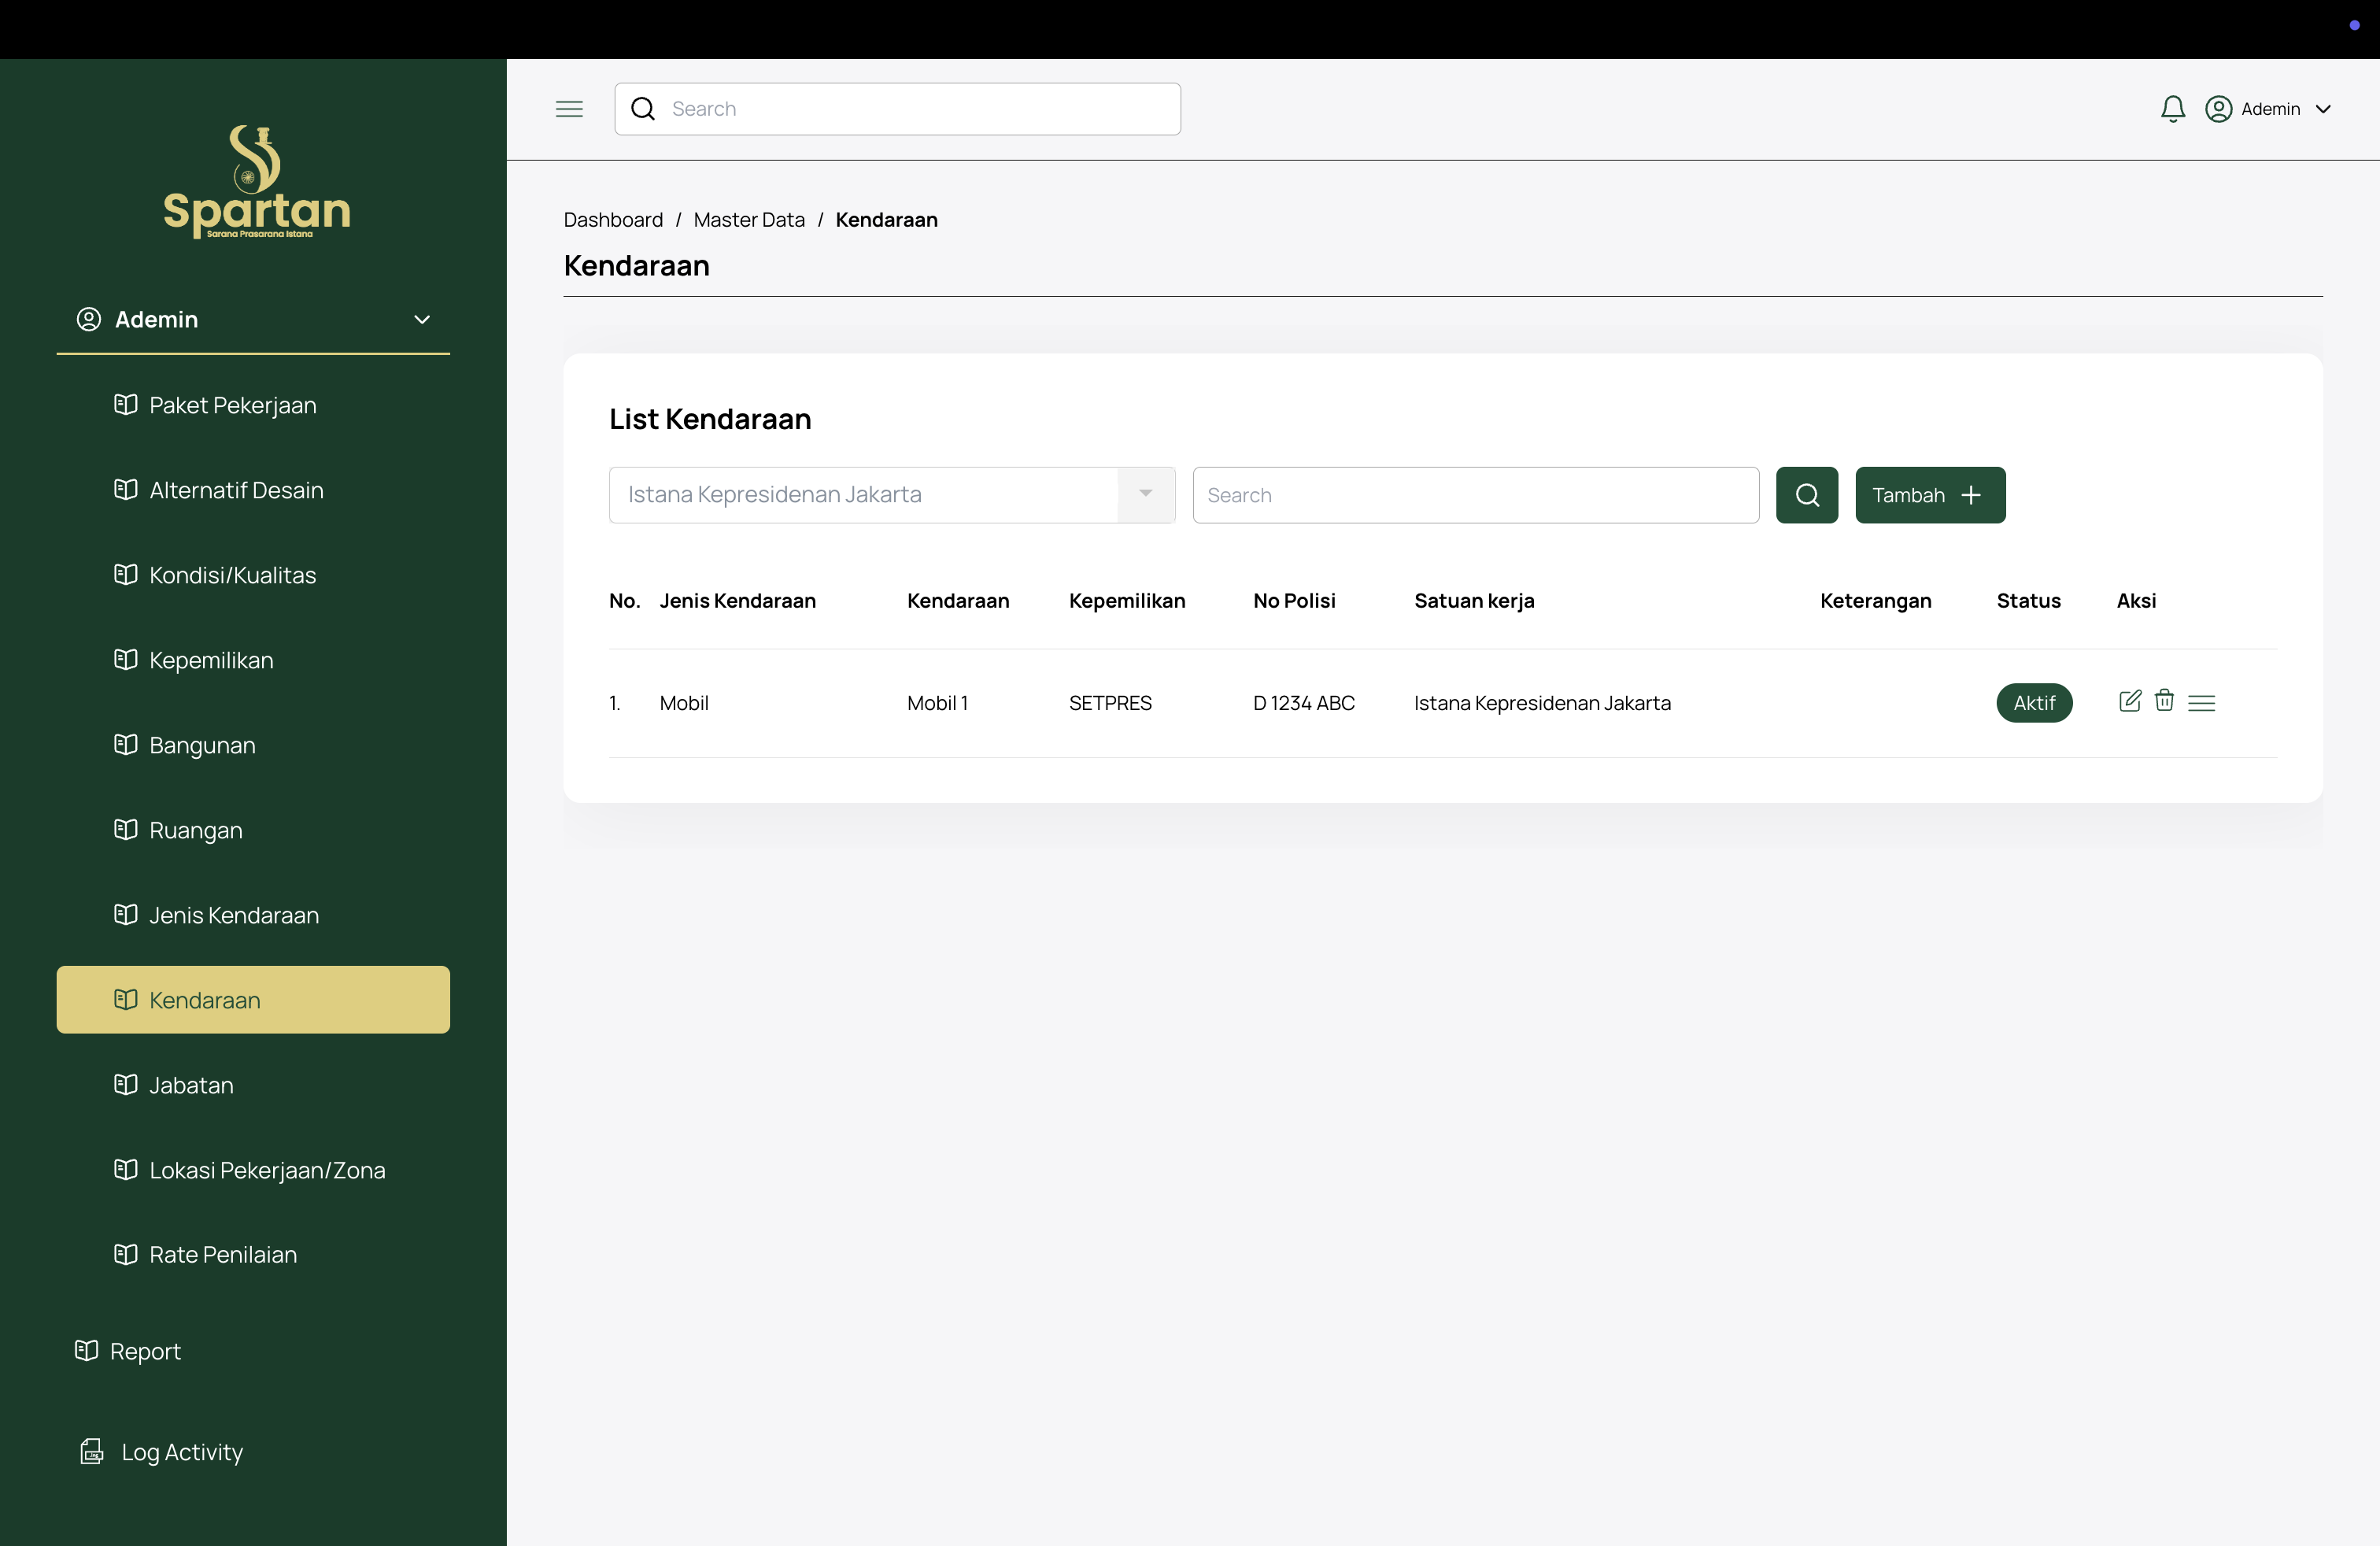 Spartan
Sarana Prasarana Istana
Ademin
Paket Pekerjaan
Alternatif Desain
Kondisi/Kualitas
Kepemilikan
Bangunan
Ruangan
Jenis Kendaraan
Kendaraan
Jabatan
Lokasi Pekerjaan/Zona
Rate Penilaian
Report
Log Activity
Search
Ademin
Dashboard / Master Data / Kendaraan
Kendaraan
List Kendaraan
Istana Kepresidenan Jakarta Search Tambah
No. Jenis Kendaraan Kendaraan Kepemilikan No Polisi Satuan kerja Keterangan Status Aksi
1. Mobil Mobil 1 SETPRES D 1234 ABC Istana Kepresidenan Jakarta Aktif